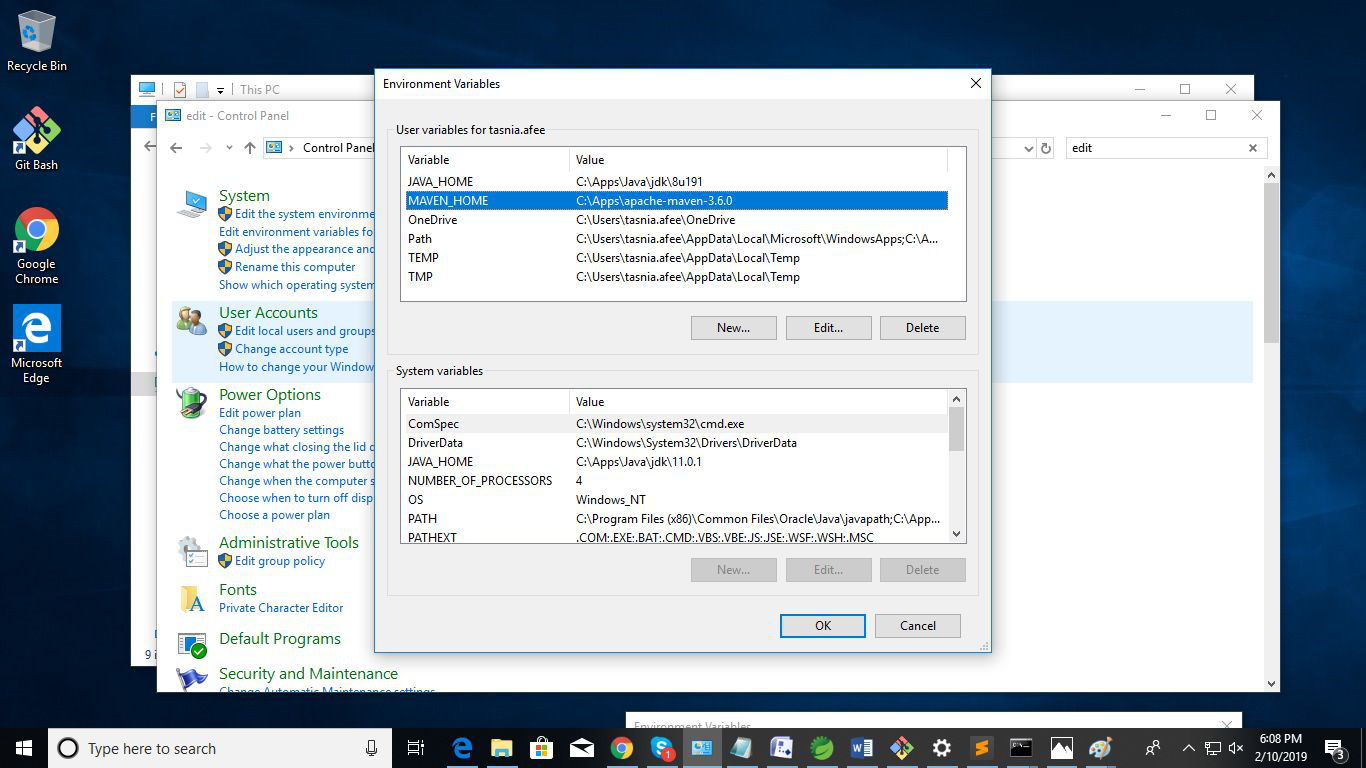 Recycle Bin
Git Bash
Google
Chrome
Microsoft
Edge
This PC
F
9 i
edit - Control Panel
Control Panel
edit
System
Edit the system environme
Edit environment variables fo
Adjust the appearance and
Rename this computer
Show which operating system
User Accounts
Edit local users and groups
Change account type
How to change your Window
Power Options
Edit power plan
Change battery settings
Change what closing the lid d
Change what the power butto
Change when the computer s
Choose when to turn off disp
Choose a power plan
Administrative Tools
Edit group policy
Fonts
Private Character Editor
Default Programs
Security and Maintenance
Change Automatic Maintenance settings
Environment Variables
User variables for tasnia.afee
Variable Value
JAVA_HOME C:\Apps\Java\jdk\8u191
MAVEN_HOME C:\Apps\apache-maven-3.6.0
OneDrive C:\Users\tasnia.afee\OneDrive
Path C:\Users\tasnia.afee\AppData\Local\Microsoft\WindowsApps;C:\A...
TEMP C:\Users\tasnia.afee\AppData\Local\Temp
TMP C:\Users\tasnia.afee\AppData\Local\Temp
New... Edit... Delete
System variables
Variable Value
ComSpec C:\Windows\system32\cmd.exe
DriverData C:\Windows\System32\Drivers\DriverData
JAVA_HOME C:\Apps\Java\jdk\11.0.1
NUMBER_OF_PROCESSORS 4
OS Windows_NT
PATH C:\Program Files (x86)\Common Files\Oracle\Java\javapath;C:\App...
PATHEXT .COM;.EXE;.BAT;.CMD;.VBS;.VBE;.JS;.JSE;.WSF;.WSH;.MSC
New... Edit... Delete
OK Cancel
Environment Variables
Type here to search
1
6:08 PM
2/10/2019
3